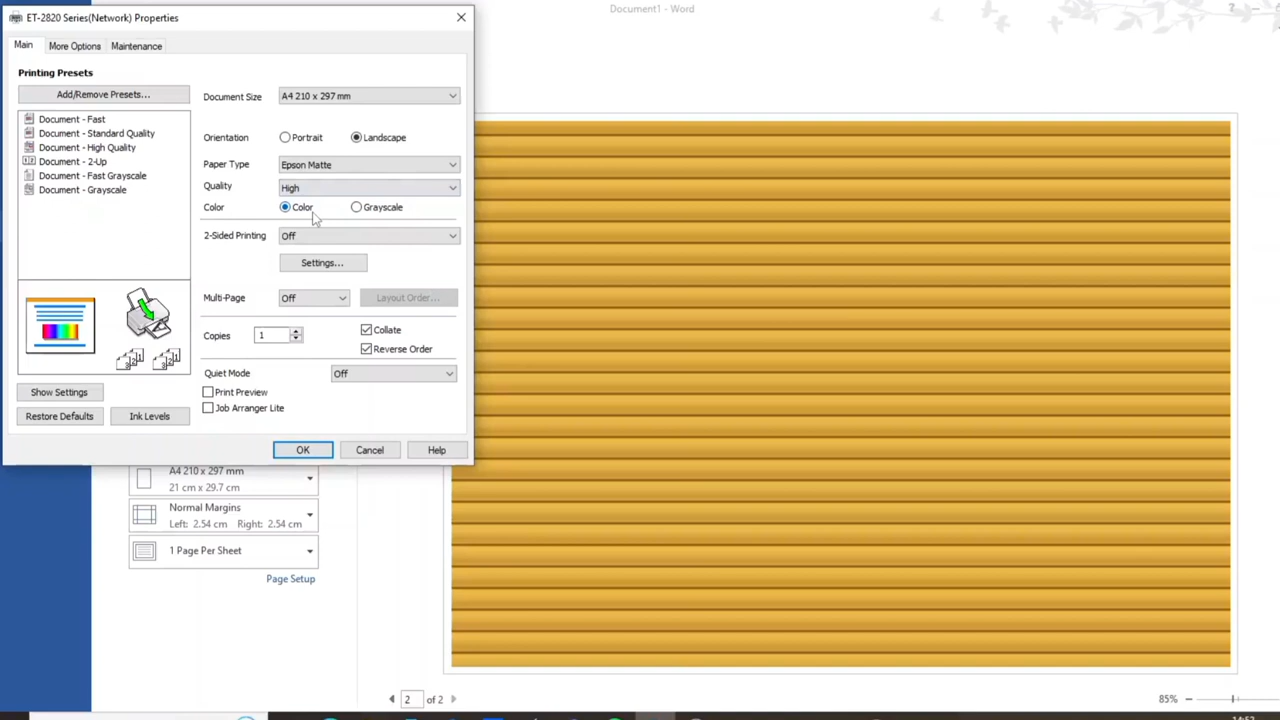 ET-2820 Series(Network) Properties
Document1 - Word
?
Main
More Options
Maintenance
Printing Presets
Add/Remove Presets...
Document - Fast
Document - Standard Quality
Document - High Quality
Document - 2-Up
Document - Fast Grayscale
Document - Grayscale
Show Settings
Restore Defaults
Ink Levels
Document Size
A4 210 x 297 mm
Orientation
Portrait
Landscape
Paper Type
Epson Matte
Quality
High
Color
Color
Grayscale
2-Sided Printing
Off
Settings...
Multi-Page
Off
Layout Order...
Copies
1
Collate
Reverse Order
Quiet Mode
Off
Print Preview
Job Arranger Lite
OK
Cancel
Help
A4 210 x 297 mm
21 cm x 29.7 cm
Normal Margins
Left: 2.54 cm Right: 2.54 cm
1 Page Per Sheet
Page Setup
2 of 2
85%